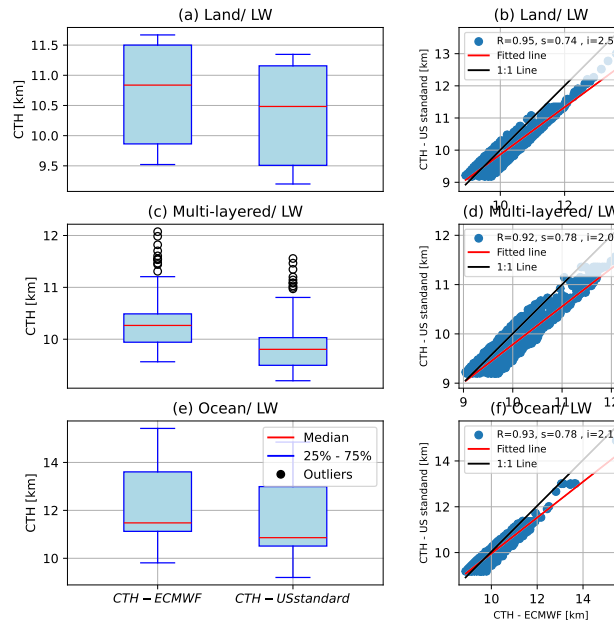 (a) Land/ LW
CTH [km]
11.5
11.0
10.5
10.0
9.5
(b) Land/ LW
CTH - US standand [km]
13
12
11
10
9
10
12
R=0.95, s=0.74 , i=2.5
Fitted line
1:1 Line
(c) Multi-layered/ LW
CTH [km]
12
11
10
(d) Multi-layered/ LW
CTH - US standand [km]
12
11
10
9
9
10
11
12
R=0.92, s=0.78, i=2.0
Fitted line
1:1 Line
(e) Ocean/ LW
CTH [km]
14
12
10
Median
25% - 75%
Outliers
CTH − ECMWF
CTH − USstandard
(f) Ocean/ LW
CTH - US standand [km]
14
12
10
10
12
14
R=0.93, s=0.78, i=2.1
Fitted line
1:1 Line
CTH - ECMWF [km]